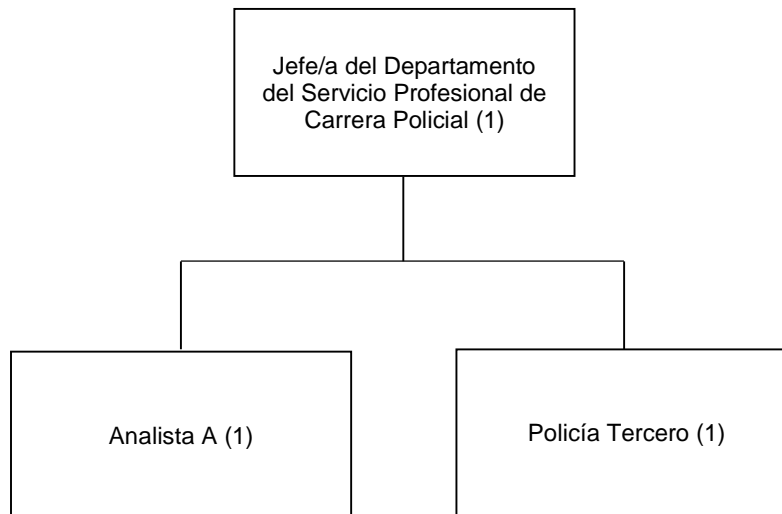 Jefe/a del Departamento
del Servicio Profesional de
Carrera Policial (1)
Analista A (1)
Policía Tercero (1)